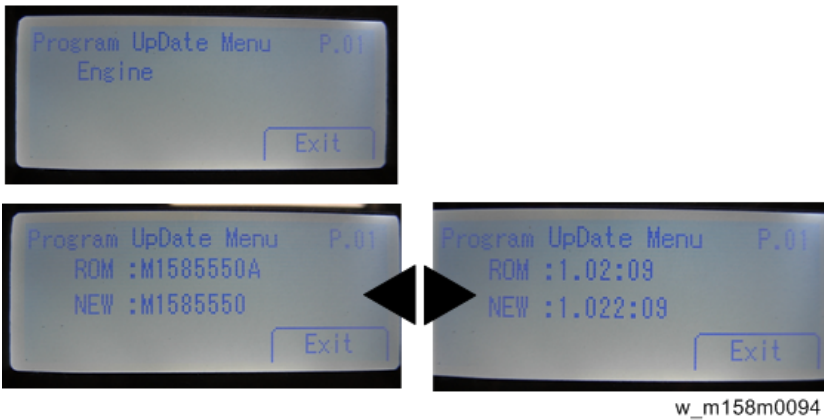 Program UpDate Menu P.01
Engine
Exit
Program UpDate Menu P.01
ROM :M1585550A
NEW :M1585550
Exit
Program UpDate Menu P.01
ROM :1.02:09
NEW :1.022:09
Exit
w_m158m0094